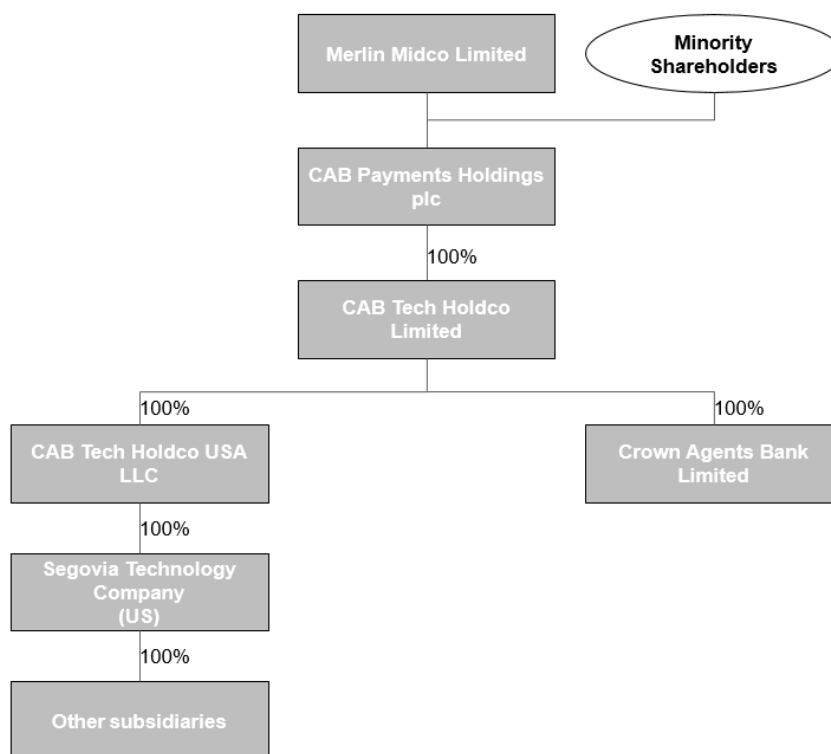 Merlin Midco Limited
Minority
Shareholders
CAB Payments Holdings
plc
100%
CAB Tech Holdco
Limited
100%
100%
CAB Tech Holdco USA
LLC
Crown Agents Bank
Limited
100%
Segovia Technology
Company
(US)
100%
Other subsidiaries